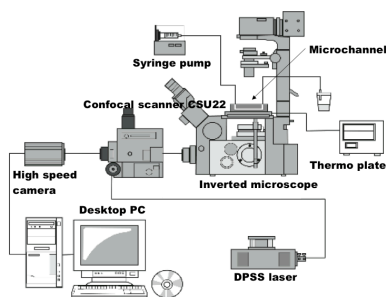 Syringe pump
Microchannel
Confocal scanner CSU22
Thermo plate
High speed
camera
Inverted microscope
Desktop PC
DPSS laser